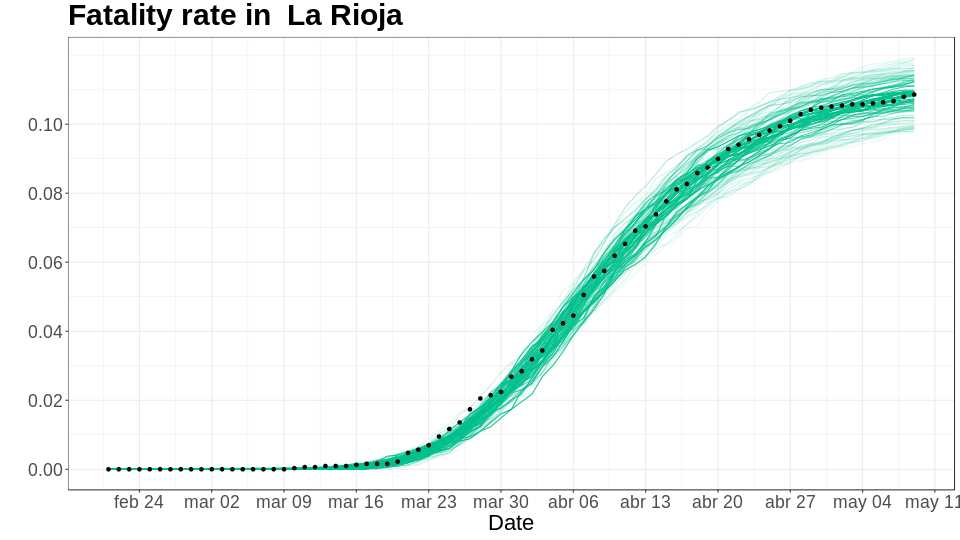 Fatality rate in  La Rioja
0.10
0.08
0.06
0.04
0.02
0.00
feb 24 mar 02 mar 09 mar 16 mar 23 mar 30 abr 06 abr 13 abr 20 abr 27 may 04 may 11
Date